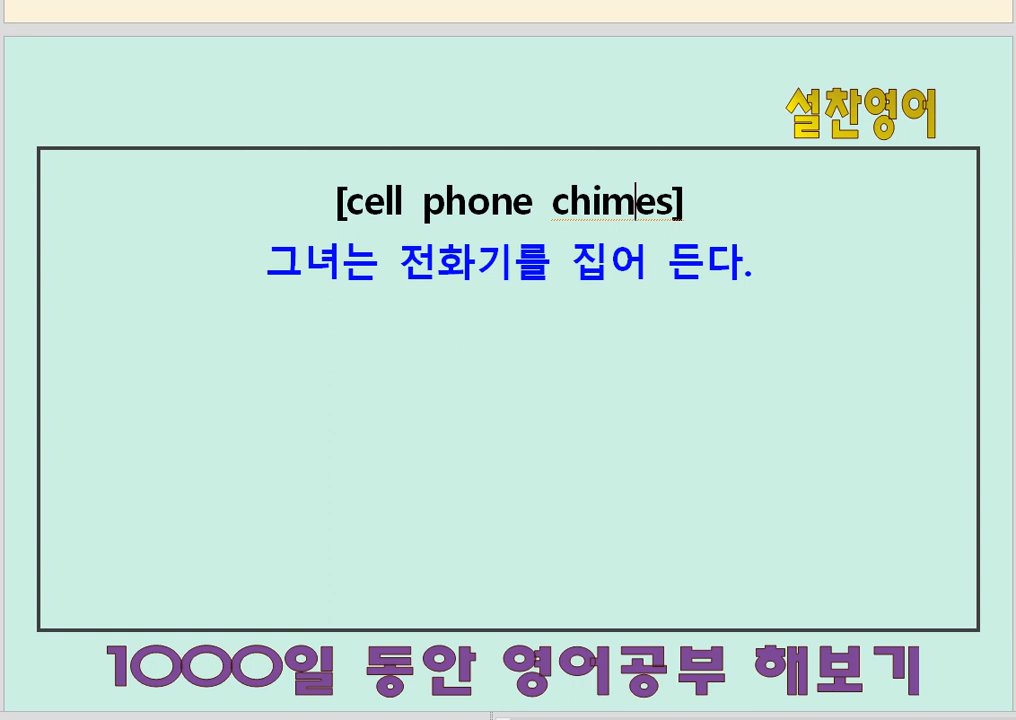 설찬영어
[cell phone chimes]
그녀는 전화기를 집어 든다.
1000일 동안 영어공부 해보기